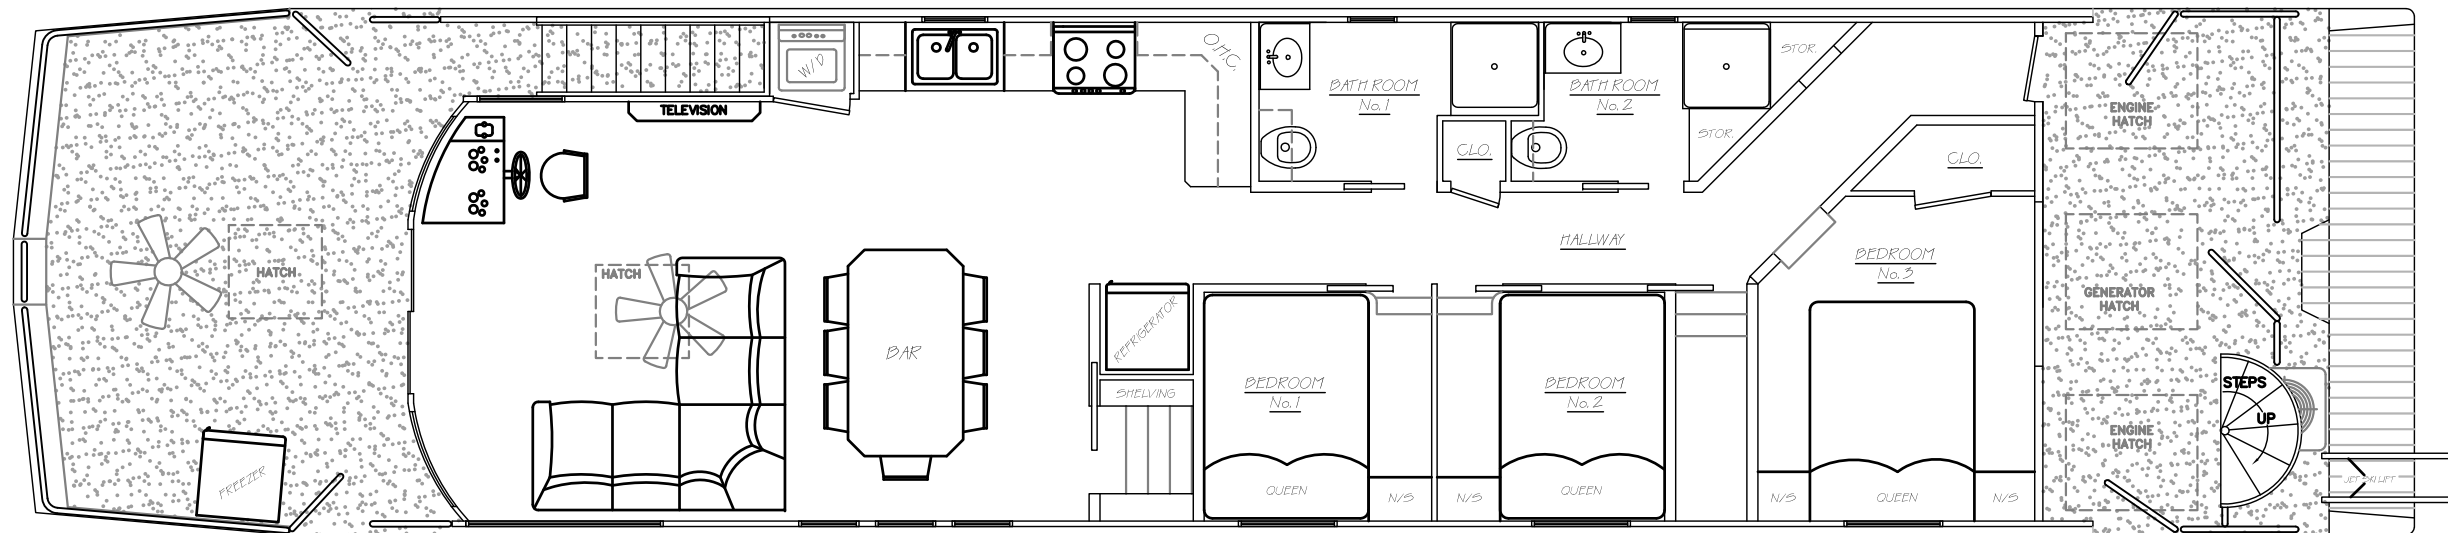 W/D
O.H.C.
TELEVISION
BATH ROOM
No. 1
BATH ROOM
No. 2
STOR.
STOR.
CLO.
CLO.
ENGINE
HATCH
HATCH
HATCH
HALLWAY
BEDROOM
No. 3
GENERATOR
HATCH
BAR
REFRIGERATOR
SHELVING
BEDROOM
No. 1
BEDROOM
No. 2
STEPS
UP
ENGINE
HATCH
FREEZER
QUEEN
N/S
N/S
QUEEN
N/S
QUEEN
N/S
JET SKI LIFT